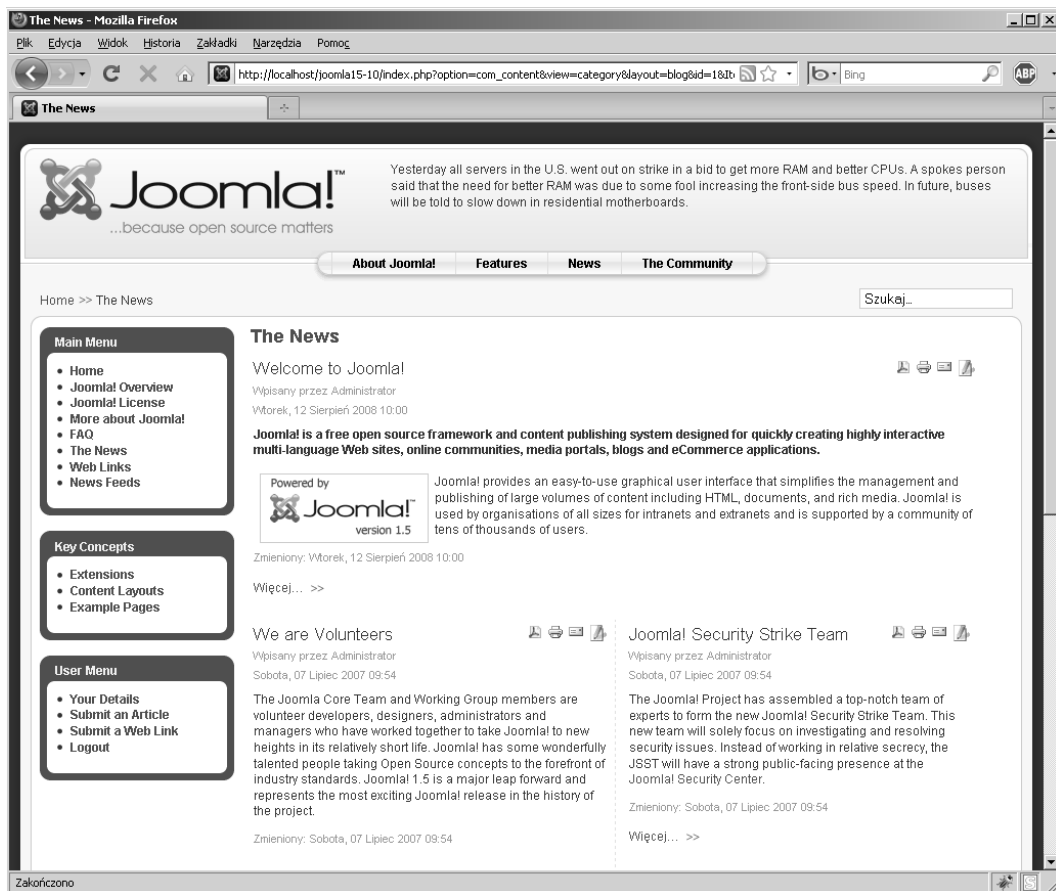 The News - Mozilla Firefox
Plik Edycja Widok Historia Zakładki Narzędzia Pomoc
http://localhost/joomla15-10/index.php?option=com_content&view=category&layout=blog&id=1&It
Bing
ABP
The News
Joomla!™
...because open source matters
Yesterday all servers in the U.S. went out on strike in a bid to get more RAM and better CPUs. A spokes person
said that the need for better RAM was due to some fool increasing the front-side bus speed. In future, buses
will be told to slow down in residential motherboards.
About Joomla! Features News The Community
Home >> The News
Szukaj...
Main Menu
Home
Joomla! Overview
Joomla! License
More about Joomla!
FAQ
The News
Web Links
News Feeds
Key Concepts
Extensions
Content Layouts
Example Pages
User Menu
Your Details
Submit an Article
Submit a Web Link
Logout
The News
Welcome to Joomla!
Wpisany przez Administrator
Wtorek, 12 Sierpień 2008 10:00
Joomla! is a free open source framework and content publishing system designed for quickly creating highly interactive
multi-language Web sites, online communities, media portals, blogs and eCommerce applications.
Powered by
Joomla!™
version 1.5
Joomla! provides an easy-to-use graphical user interface that simplifies the management and
publishing of large volumes of content including HTML, documents, and rich media. Joomla! is
used by organisations of all sizes for intranets and extranets and is supported by a community of
tens of thousands of users.
Zmieniony: Wtorek, 12 Sierpień 2008 10:00
Więcej... >>
We are Volunteers
Wpisany przez Administrator
Sobota, 07 Lipiec 2007 09:54
The Joomla Core Team and Working Group members are
volunteer developers, designers, administrators and
managers who have worked together to take Joomla! to new
heights in its relatively short life. Joomla! has some wonderfully
talented people taking Open Source concepts to the forefront of
industry standards. Joomla! 1.5 is a major leap forward and
represents the most exciting Joomla! release in the history of
the project.
Zmieniony: Sobota, 07 Lipiec 2007 09:54
Joomla! Security Strike Team
Wpisany przez Administrator
Sobota, 07 Lipiec 2007 09:54
The Joomla! Project has assembled a top-notch team of
experts to form the new Joomla! Security Strike Team. This
new team will solely focus on investigating and resolving
security issues. Instead of working in relative secrecy, the
JSST will have a strong public-facing presence at the
Joomla! Security Center.
Zmieniony: Sobota, 07 Lipiec 2007 09:54
Więcej... >>
Zakończono